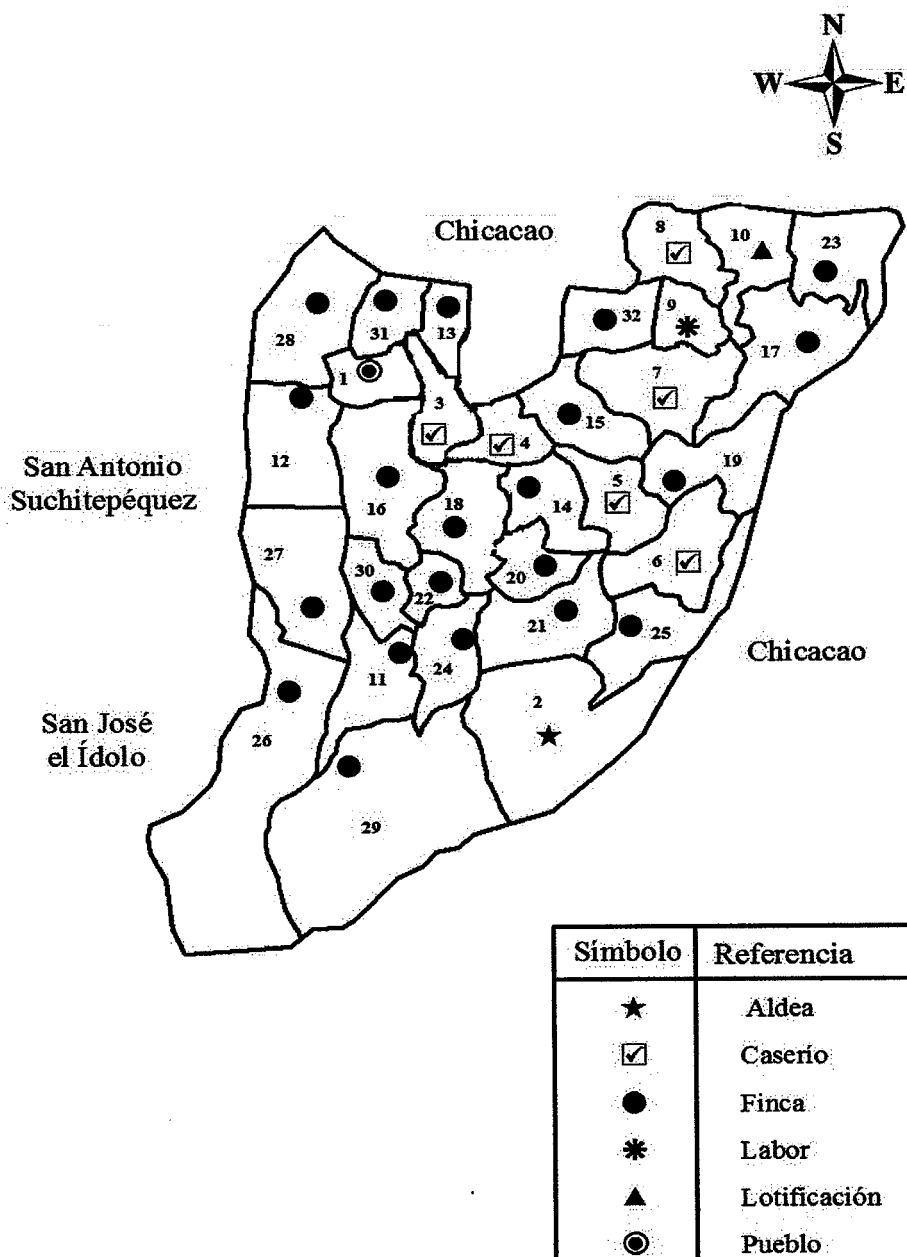 N
W E
S
Chicacao
8
10
23
28
31
13
32
9
17
1
7
3
4
15
12
San Antonio
Suchitepéquez
16
18
14
5
19
27
30
22
20
6
21
25
11
24
Chicacao
2
San José
el Ídolo
26
29
Símbolo Referencia
Aldea
Caserío
Finca
Labor
Lotificación
Pueblo